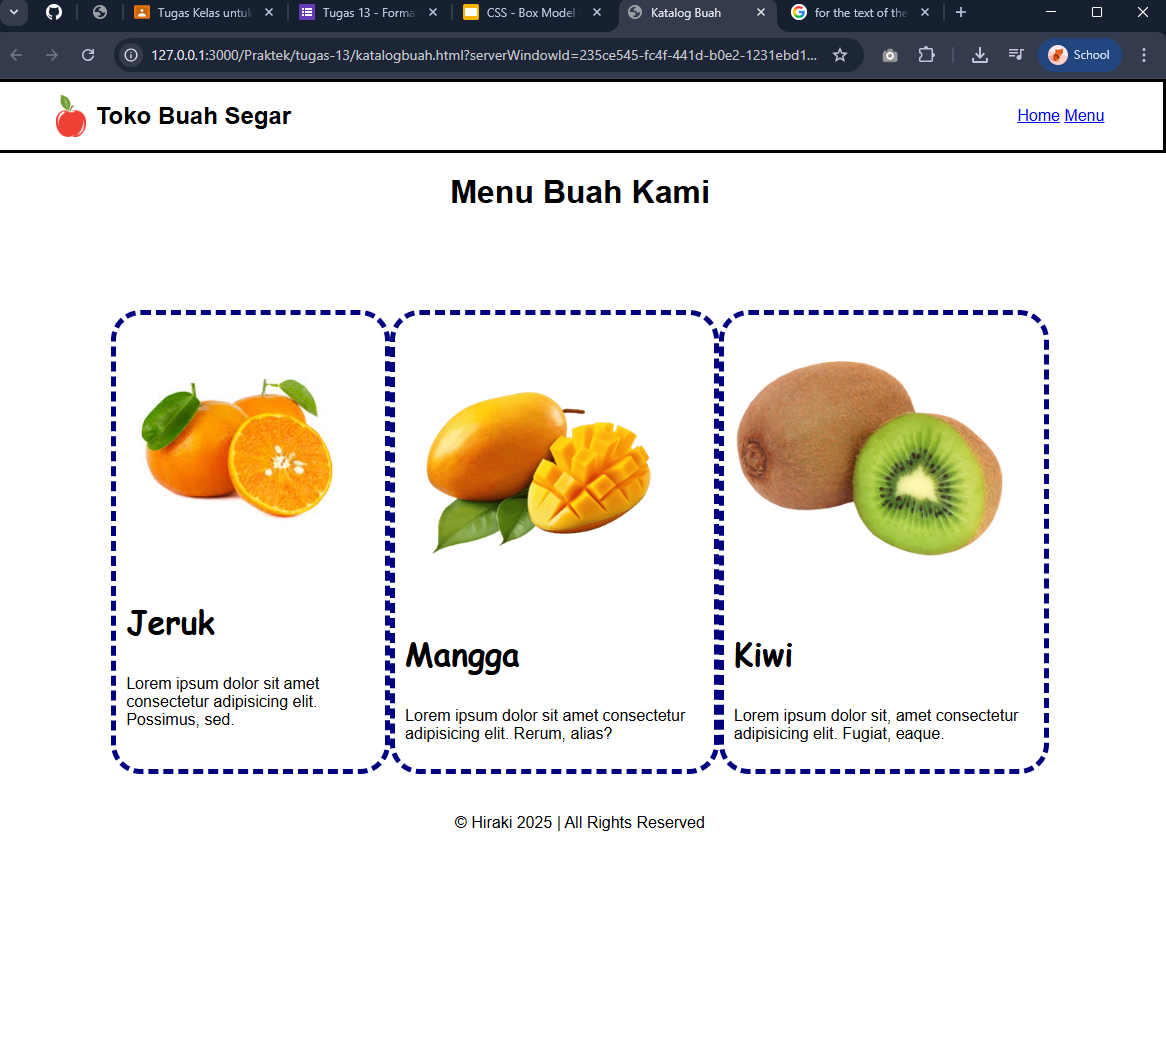 Tugas Kelas untu
Tugas 13 - Forma
CSS - Box Model
Katalog Buah
for the text of the
127.0.0.1:3000/Praktek/tugas-13/katalogbuah.html?serverWindowId=235ce545-fc4f-441d-b0e2-1231ebd1...
School
Toko Buah Segar
Home Menu
Menu Buah Kami
Jeruk
Lorem ipsum dolor sit amet
consectetur adipisicing elit.
Possimus, sed.
Mangga
Lorem ipsum dolor sit amet consectetur
adipisicing elit. Rerum, alias?
Kiwi
Lorem ipsum dolor sit, amet consectetur
adipisicing elit. Fugiat, eaque.
© Hiraki 2025 | All Rights Reserved